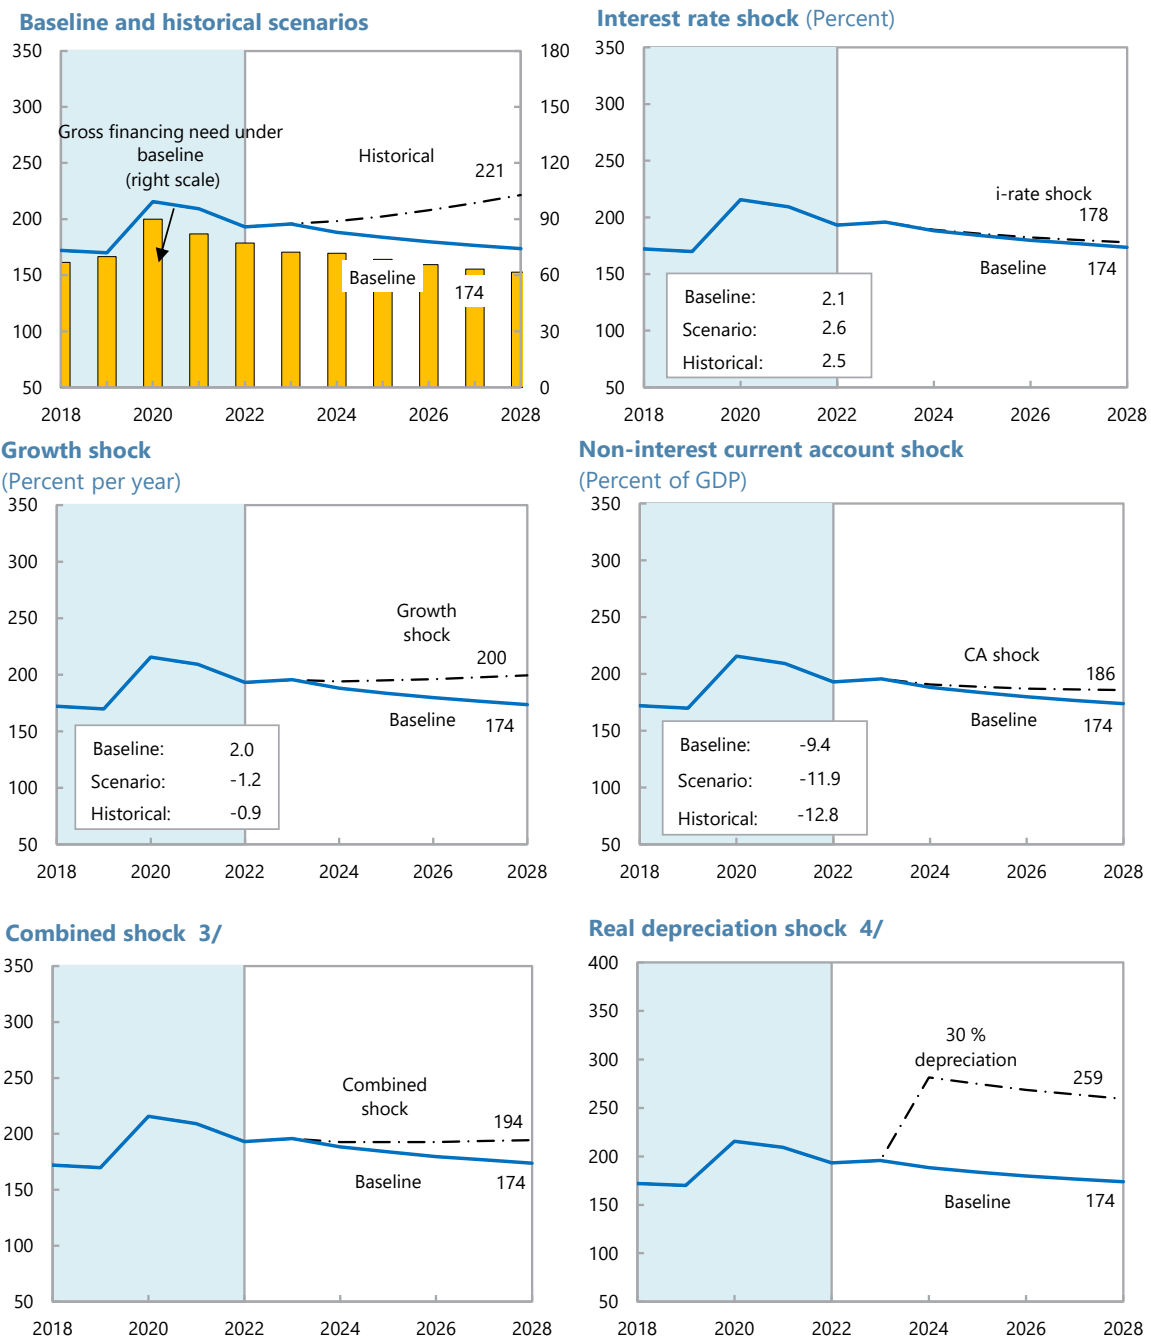 Baseline and historical scenarios
350
300
250
200
150
100
50
180
150
120
90
60
30
0
Gross financing need under
baseline
(right scale)
Historical
221
Baseline
174
2018
2020
2022
2024
2026
2028
Interest rate shock (Percent)
350
300
250
200
150
100
50
i-rate shock
178
Baseline
174
Baseline: 2.1
Scenario: 2.6
Historical: 2.5
2018
2020
2022
2024
2026
2028
Growth shock
(Percent per year)
350
300
250
200
150
100
50
Growth
shock
200
Baseline
174
Baseline: 2.0
Scenario: -1.2
Historical: -0.9
2018
2020
2022
2024
2026
2028
Non-interest current account shock
(Percent of GDP)
350
300
250
200
150
100
50
CA shock
186
Baseline
174
Baseline: -9.4
Scenario: -11.9
Historical: -12.8
2018
2020
2022
2024
2026
2028
Combined shock 3/
350
300
250
200
150
100
50
Combined
shock
194
Baseline
174
2018
2020
2022
2024
2026
2028
Real depreciation shock 4/
400
350
300
250
200
150
100
50
30 %
depreciation
259
Baseline
174
2018
2020
2022
2024
2026
2028